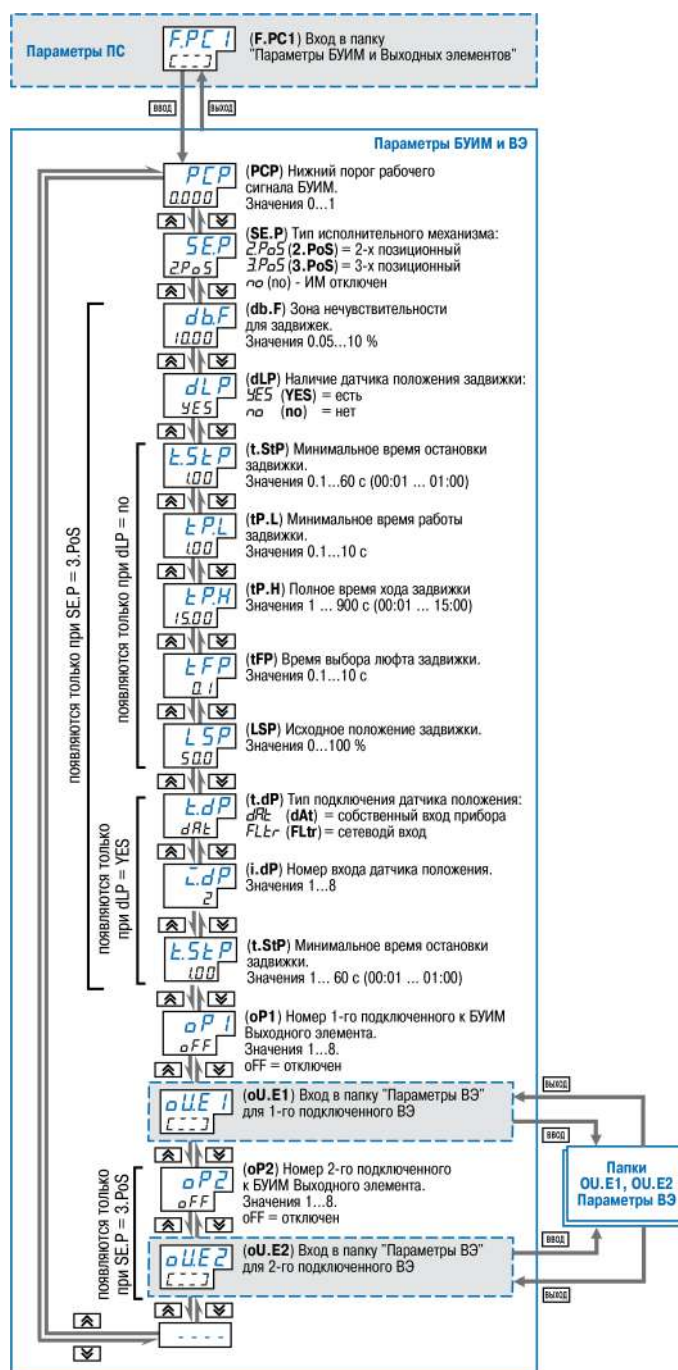 Параметры ПС
F.PC1
[---]
(F.PC1) Вход в папку
"Параметры БУИМ и Выходных элементов"
ВВОД
ВЫХОД
Параметры БУИМ и ВЭ
PCP
0.000
(PCP) Нижний порог рабочего
сигнала БУИМ.
Значения 0...1
SE.P
2.PoS
(SE.P) Тип исполнительного механизма:
2.PoS (2.PoS) = 2-х позиционный
3.PoS (3.PoS) = 3-х позиционный
no (no) - ИМ отключен
появляются только при SE.P = 3.PoS
db.F
10.00
(db.F) Зона нечувствительности
для задвижек.
Значения 0.05...10 %
dLP
YES
(dLP) Наличие датчика положения задвижки:
YES (YES) = есть
no (no) = нет
появляются только при dLP = no
t.StP
1.00
(t.StP) Минимальное время остановки
задвижки.
Значения 0.1...60 с (00:01 ... 01:00)
tP.L
1.00
(tP.L) Минимальное время работы
задвижки.
Значения 0.1...10 с
tP.H
15.00
(tP.H) Полное время хода задвижки
Значения 1 ... 900 с (00:01 ... 15:00)
tFP
0.1
(tFP) Время выбора люфта задвижки.
Значения 0.1...10 с
LSP
50.0
(LSP) Исходное положение задвижки.
Значения 0...100 %
появляются только
при dLP = YES
t.dP
dAt
(t.dP) Тип подключения датчика положения:
dAt (dAt) = собственный вход прибора
FLtr (FLtr) = сетеводй вход
i.dP
2
(i.dP) Номер входа датчика положения.
Значения 1...8
t.StP
1.00
(t.StP) Минимальное время остановки
задвижки.
Значения 1... 60 с (00:01 ... 01:00)
oP1
oFF
(oP1) Номер 1-го подключенного к БУИМ
Выходного элемента.
Значения 1...8.
oFF = отключен
oU.E1
[---]
(oU.E1) Вход в папку "Параметры ВЭ"
для 1-го подключенного ВЭ
ВЫХОД
ВВОД
Папки
OU.E1, OU.E2
Параметры ВЭ
появляются только
при SE.P = 3.PoS
oP2
oFF
(oP2) Номер 2-го подключенного
к БУИМ Выходного элемента.
Значения 1...8.
oFF = отключен
oU.E2
[---]
(oU.E2) Вход в папку "Параметры ВЭ"
для 2-го подключенного ВЭ
ВВОД
ВЫХОД
----